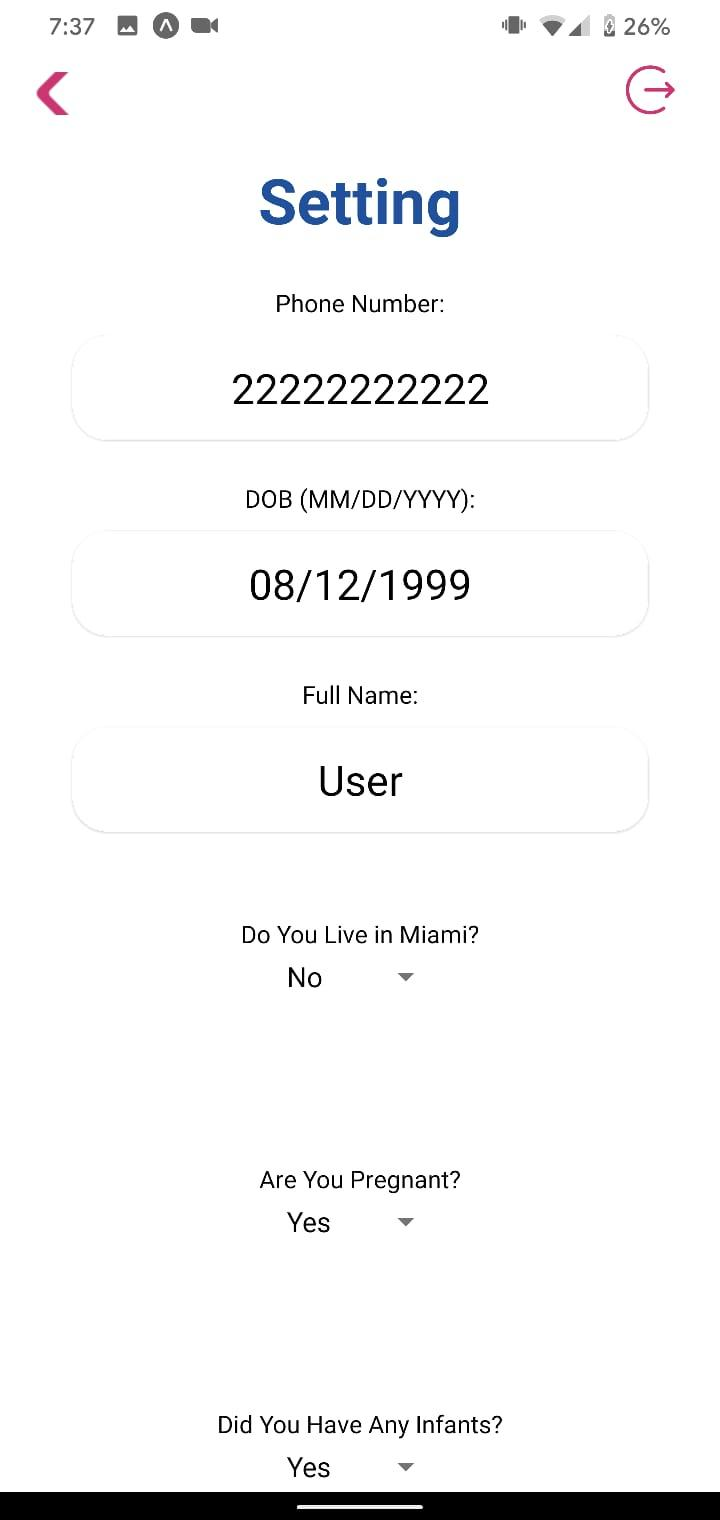 7:37 26%
Setting
Phone Number:
22222222222
DOB (MM/DD/YYYY):
08/12/1999
Full Name:
User
Do You Live in Miami?
No
Are You Pregnant?
Yes
Did You Have Any Infants?
Yes